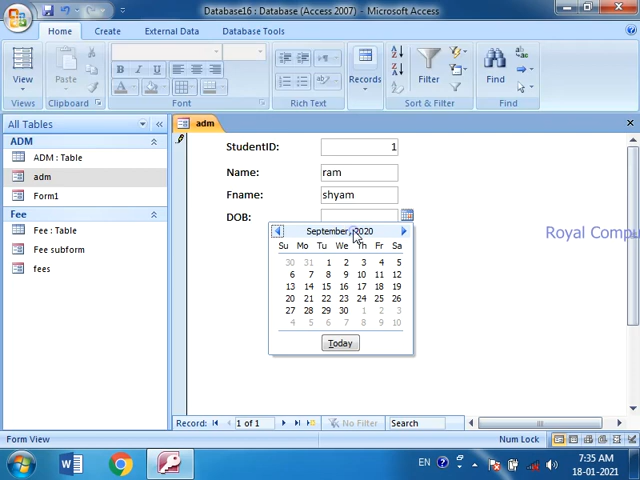 Database16 : Database (Access 2007) - Microsoft Access
Home Create External Data Database Tools
View Paste B I U A Records Filter Find
Views Clipboard Font Rich Text Sort & Filter Find
All Tables « adm
ADM
ADM : Table
adm
Form1
Fee
Fee : Table
Fee subform
fees
StudentID: 1
Name: ram
Fname: shyam
DOB:
September, 2020
Su Mo Tu We Th Fr Sa
30 31 1 2 3 4 5
6 7 8 9 10 11 12
13 14 15 16 17 18 19
20 21 22 23 24 25 26
27 28 29 30 1 2 3
4 5 6 7 8 9 10
Today
Royal Compu
Record: 1 of 1 No Filter Search
Form View Num Lock
EN 7:35 AM
18-01-2021